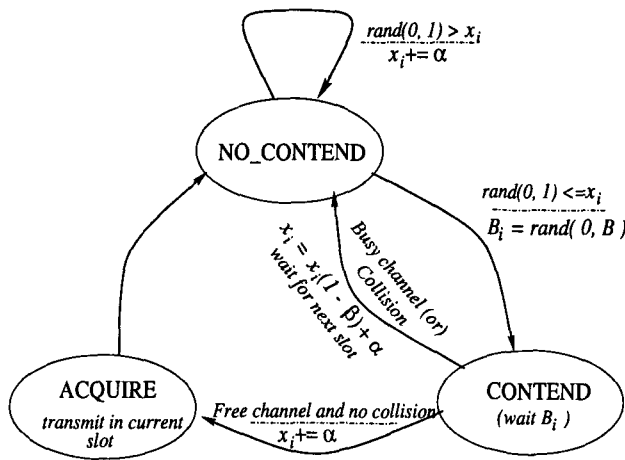 rand(0, 1) > x_i
x_i += α
NO_CONTEND
rand(0, 1) <=x_i
B_i = rand( 0, B )
Busy channel (or)
Collision
x_i = x_i(1 - β) + α
wait for next slot
ACQUIRE
transmit in current
slot
Free channel and no collision
x_i += α
CONTEND
(wait B_i )